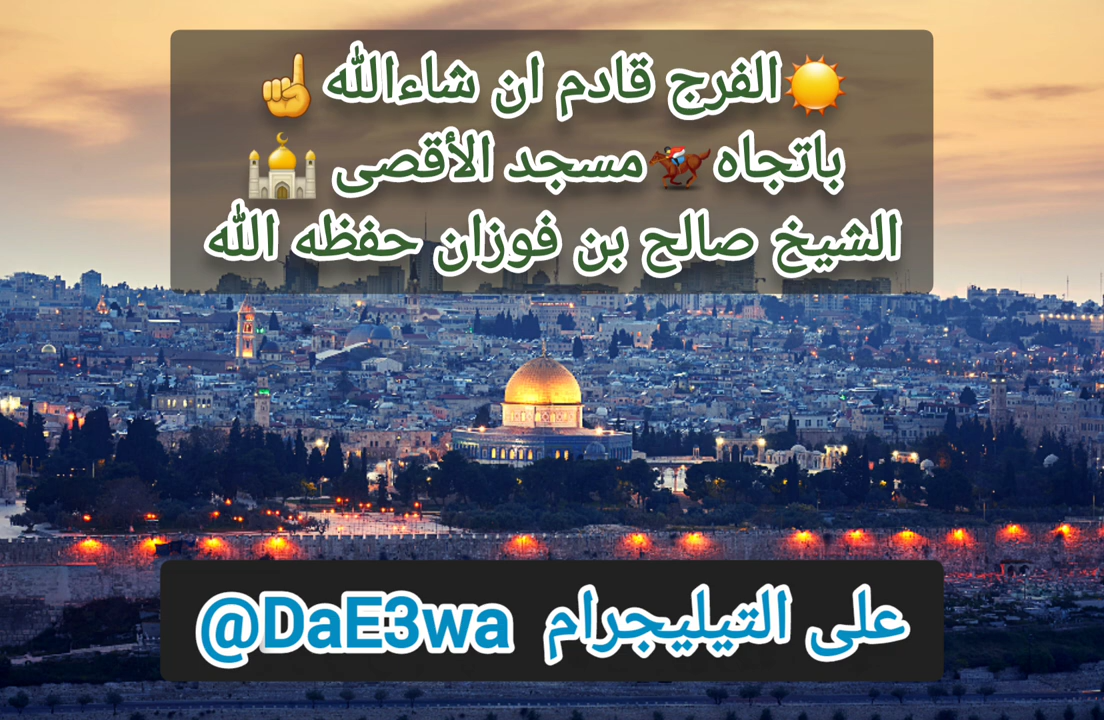 ☀️الفرج قادم ان شاءالله☝️
باتجاه🏇مسجد الأقصى 🕌
الشيخ صالح بن فوزان حفظه الله
على التيليجرام @DaE3wa